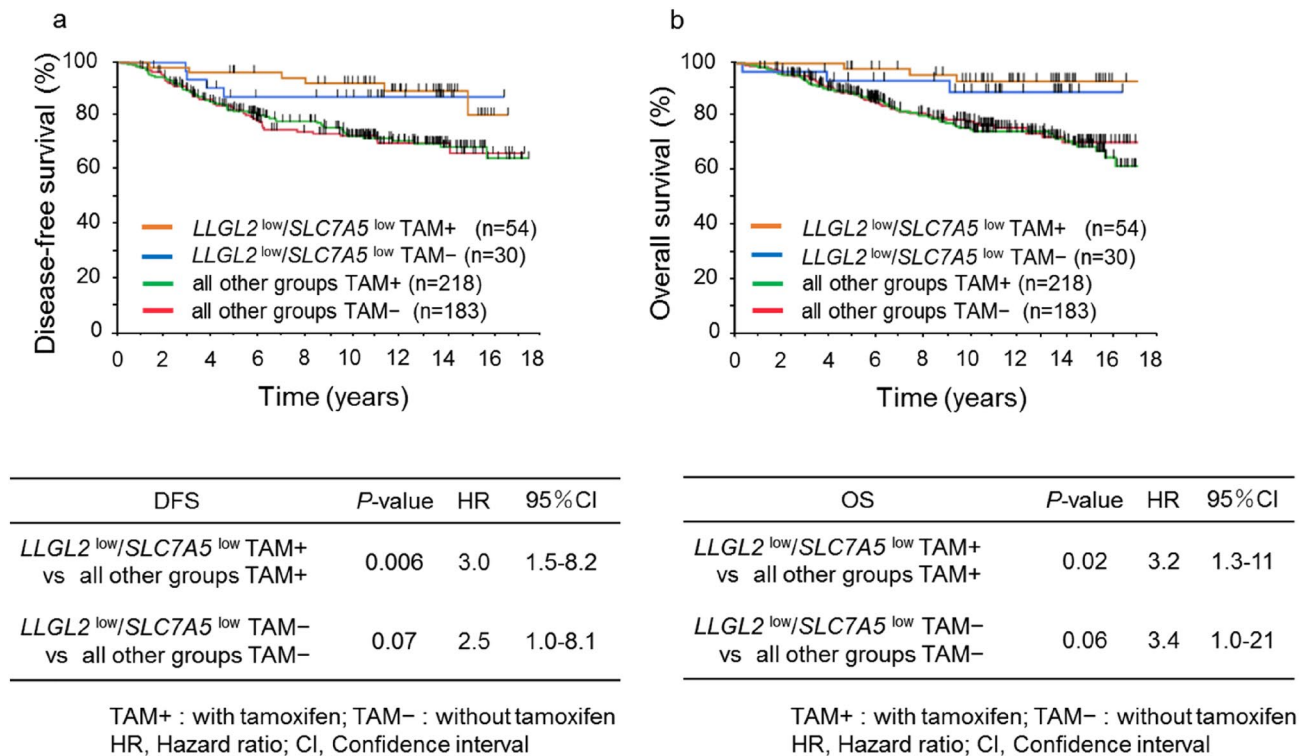 a
Disease-free survival (%)
100
80
60
40
20
0
LLGL2 low/SLC7A5 low TAM+ (n=54)
LLGL2 low/SLC7A5 low TAM− (n=30)
all other groups TAM+ (n=218)
all other groups TAM− (n=183)
0 2 4 6 8 10 12 14 16 18
Time (years)
b
Overall survival (%)
100
80
60
40
20
0
LLGL2 low/SLC7A5 low TAM+ (n=54)
LLGL2 low/SLC7A5 low TAM− (n=30)
all other groups TAM+ (n=218)
all other groups TAM− (n=183)
0 2 4 6 8 10 12 14 16 18
Time (years)
DFS P-value HR 95%CI
LLGL2 low/SLC7A5 low TAM+
vs all other groups TAM+ 0.006 3.0 1.5-8.2
LLGL2 low/SLC7A5 low TAM−
vs all other groups TAM− 0.07 2.5 1.0-8.1
TAM+ : with tamoxifen; TAM− : without tamoxifen
HR, Hazard ratio; CI, Confidence interval
OS P-value HR 95%CI
LLGL2 low/SLC7A5 low TAM+
vs all other groups TAM+ 0.02 3.2 1.3-11
LLGL2 low/SLC7A5 low TAM−
vs all other groups TAM− 0.06 3.4 1.0-21
TAM+ : with tamoxifen; TAM− : without tamoxifen
HR, Hazard ratio; CI, Confidence interval